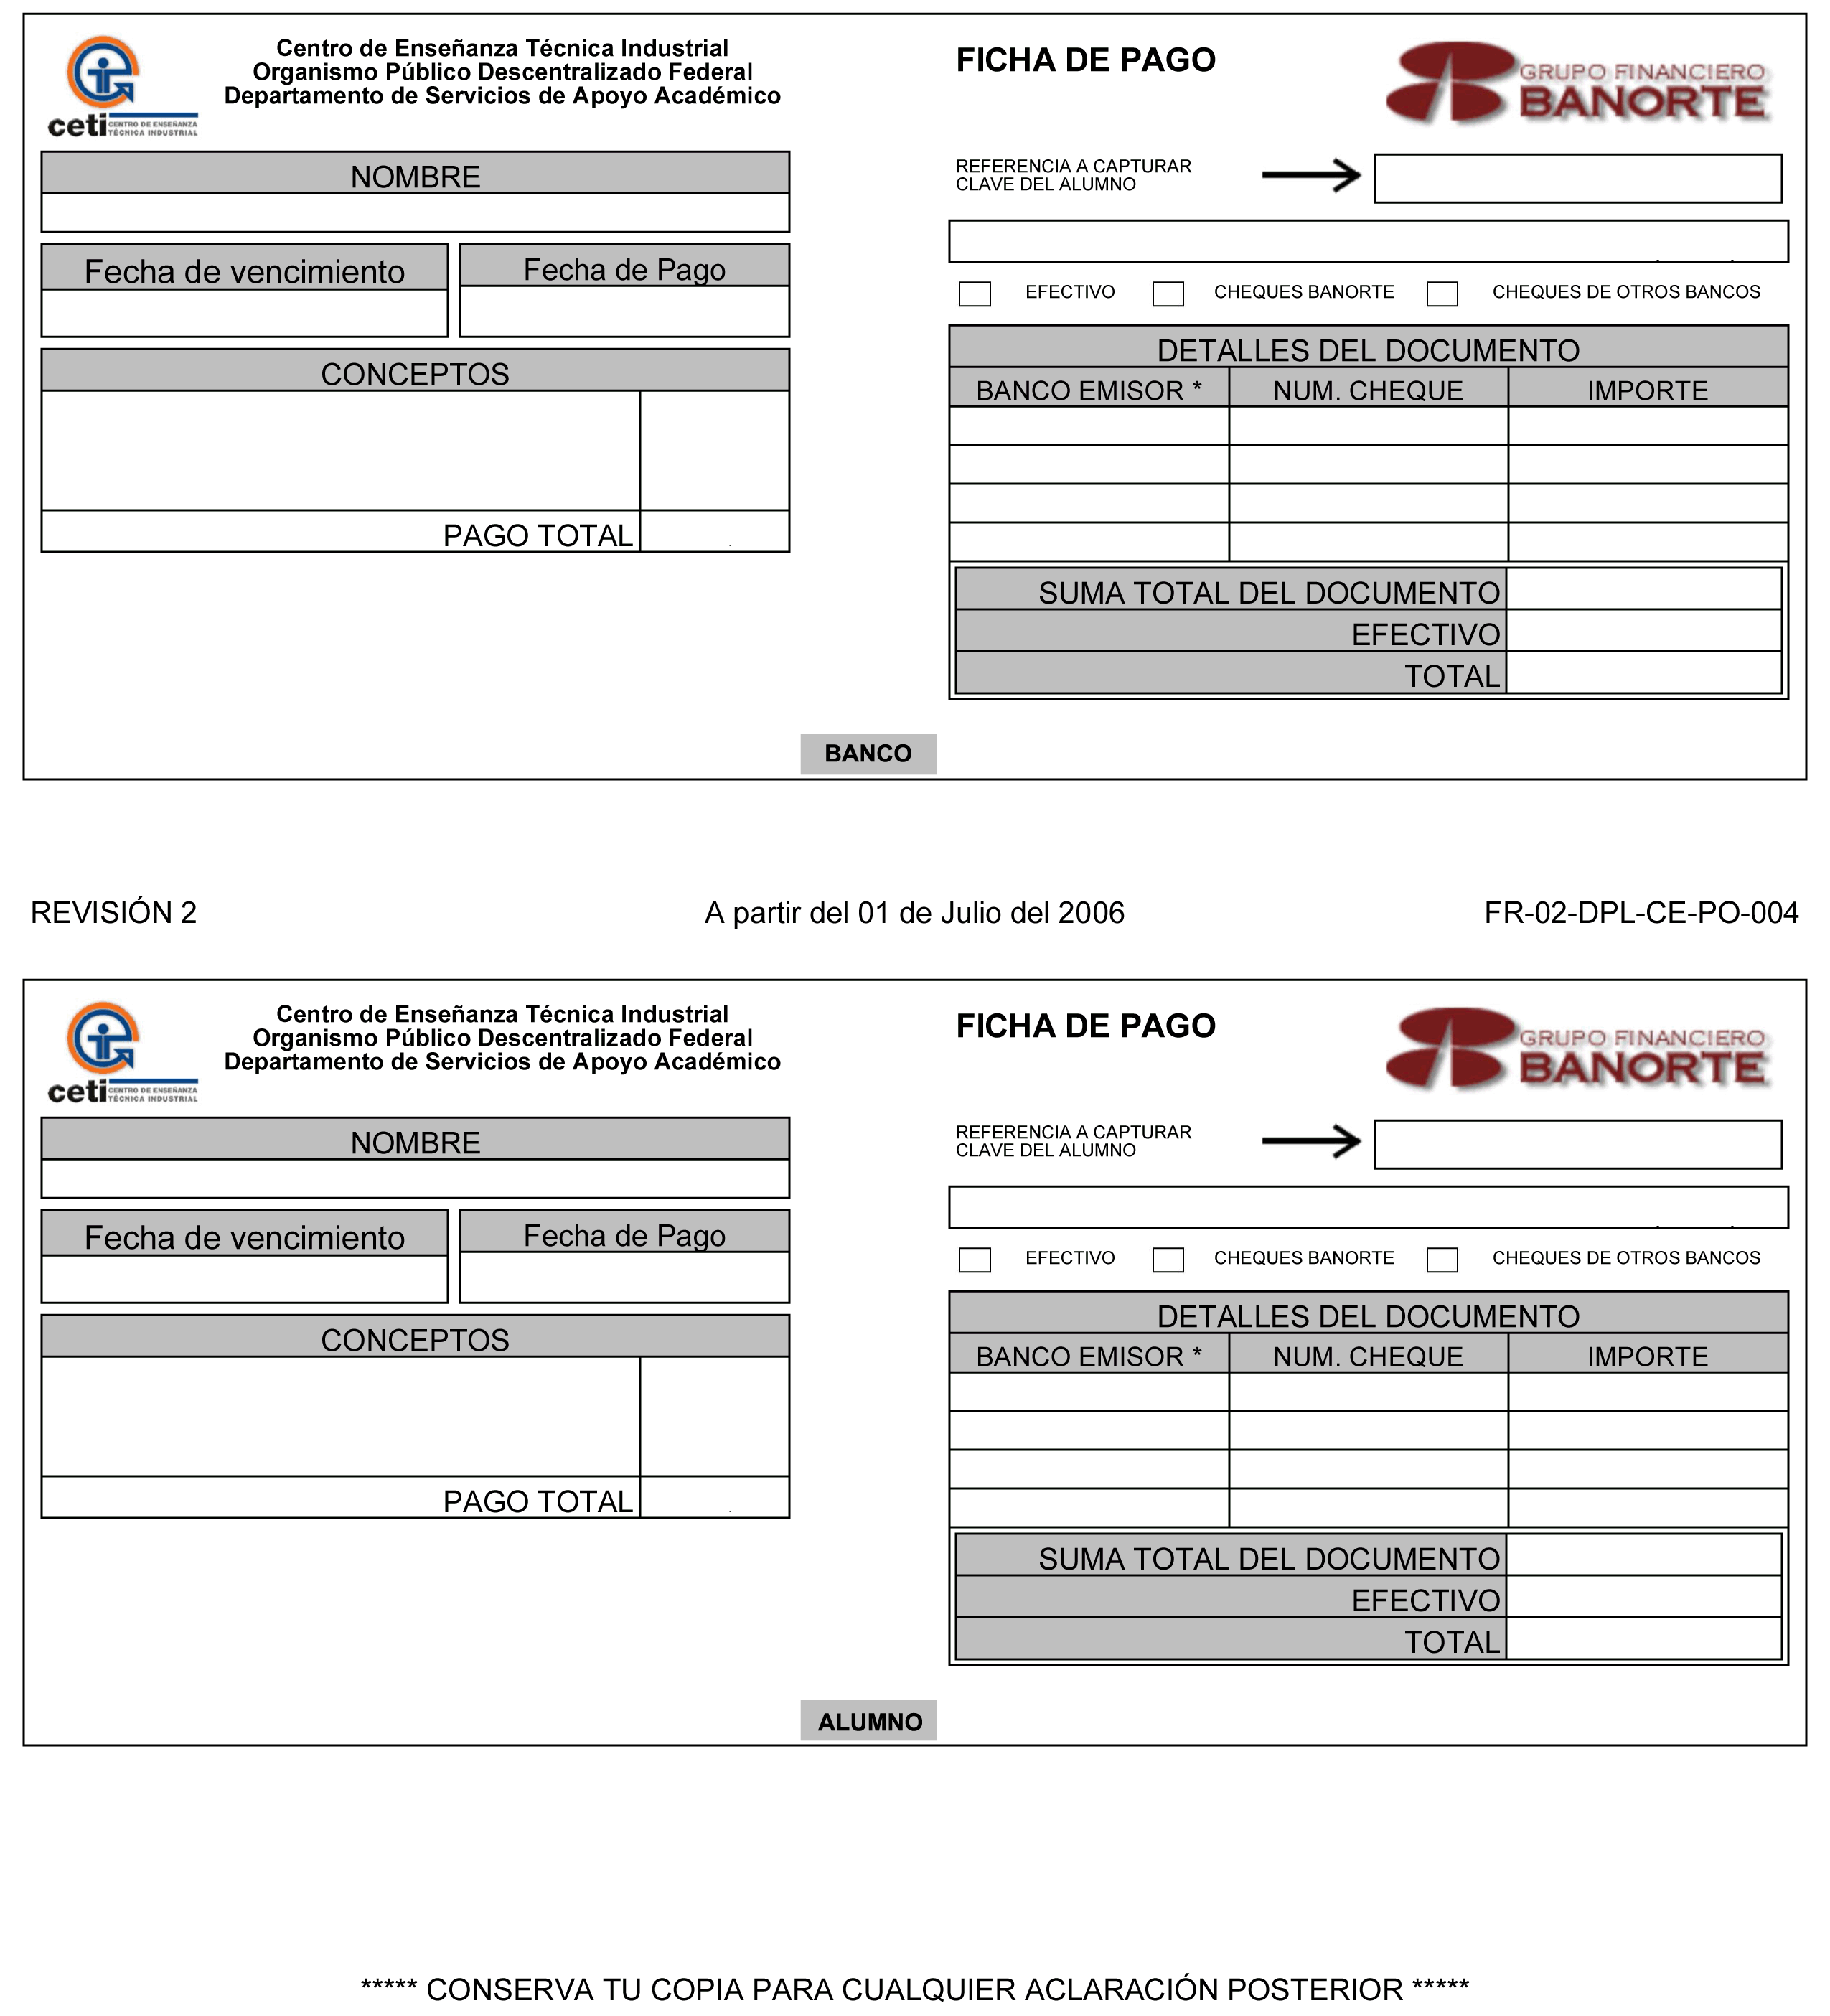 Centro de Enseñanza Técnica Industrial
Organismo Público Descentralizado Federal
Departamento de Servicios de Apoyo Académico
ceti CENTRO DE ENSEÑANZA
TÉCNICA INDUSTRIAL
FICHA DE PAGO
GRUPO FINANCIERO
BANORTE
NOMBRE
REFERENCIA A CAPTURAR
CLAVE DEL ALUMNO
Fecha de vencimiento
Fecha de Pago
EFECTIVO
CHEQUES BANORTE
CHEQUES DE OTROS BANCOS
CONCEPTOS
PAGO TOTAL
DETALLES DEL DOCUMENTO
BANCO EMISOR *
NUM. CHEQUE
IMPORTE
SUMA TOTAL DEL DOCUMENTO
EFECTIVO
TOTAL
BANCO
REVISIÓN 2
A partir del 01 de Julio del 2006
FR-02-DPL-CE-PO-004
Centro de Enseñanza Técnica Industrial
Organismo Público Descentralizado Federal
Departamento de Servicios de Apoyo Académico
ceti CENTRO DE ENSEÑANZA
TÉCNICA INDUSTRIAL
FICHA DE PAGO
GRUPO FINANCIERO
BANORTE
NOMBRE
REFERENCIA A CAPTURAR
CLAVE DEL ALUMNO
Fecha de vencimiento
Fecha de Pago
EFECTIVO
CHEQUES BANORTE
CHEQUES DE OTROS BANCOS
CONCEPTOS
PAGO TOTAL
DETALLES DEL DOCUMENTO
BANCO EMISOR *
NUM. CHEQUE
IMPORTE
SUMA TOTAL DEL DOCUMENTO
EFECTIVO
TOTAL
ALUMNO
***** CONSERVA TU COPIA PARA CUALQUIER ACLARACIÓN POSTERIOR *****